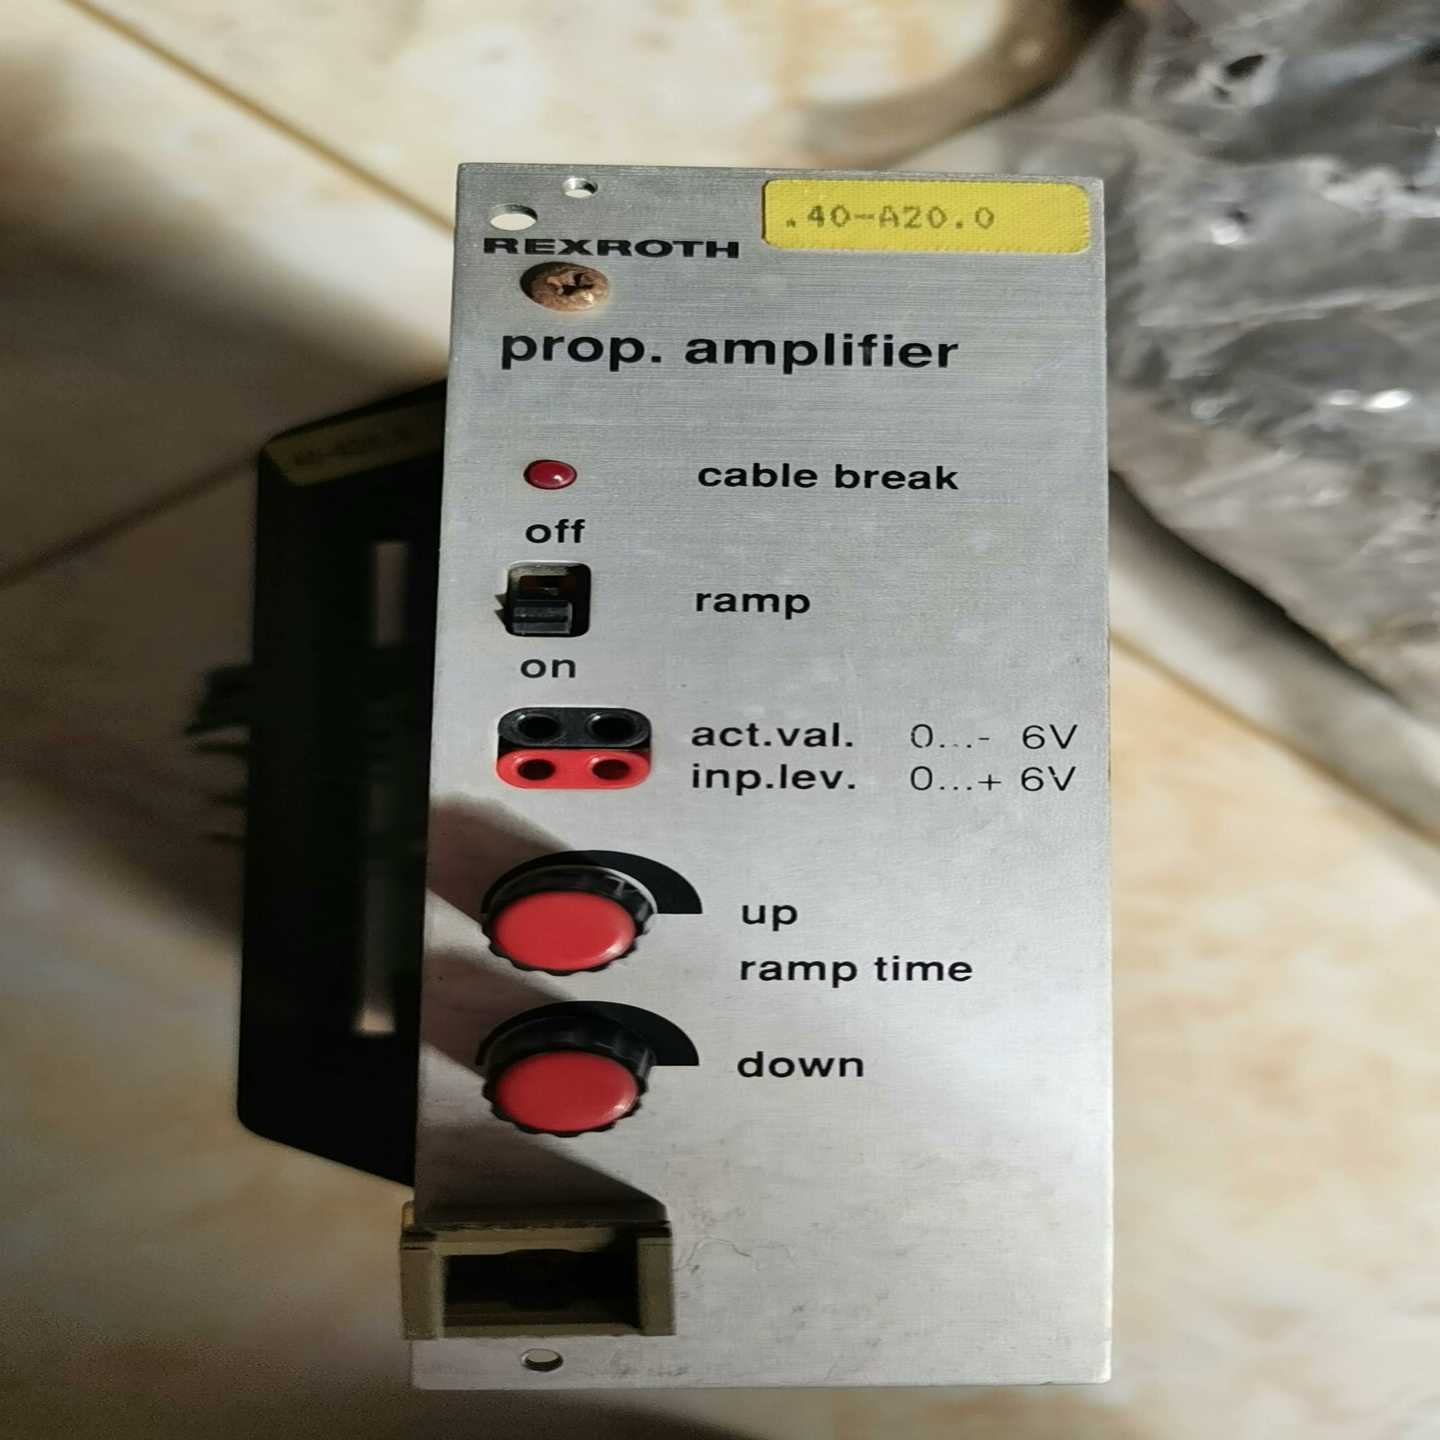 .40-A20.0
REXROTH
prop. amplifier
cable break
off
ramp
on
act.val. 0...- 6V
inp.lev. 0...+ 6V
up
ramp time
down